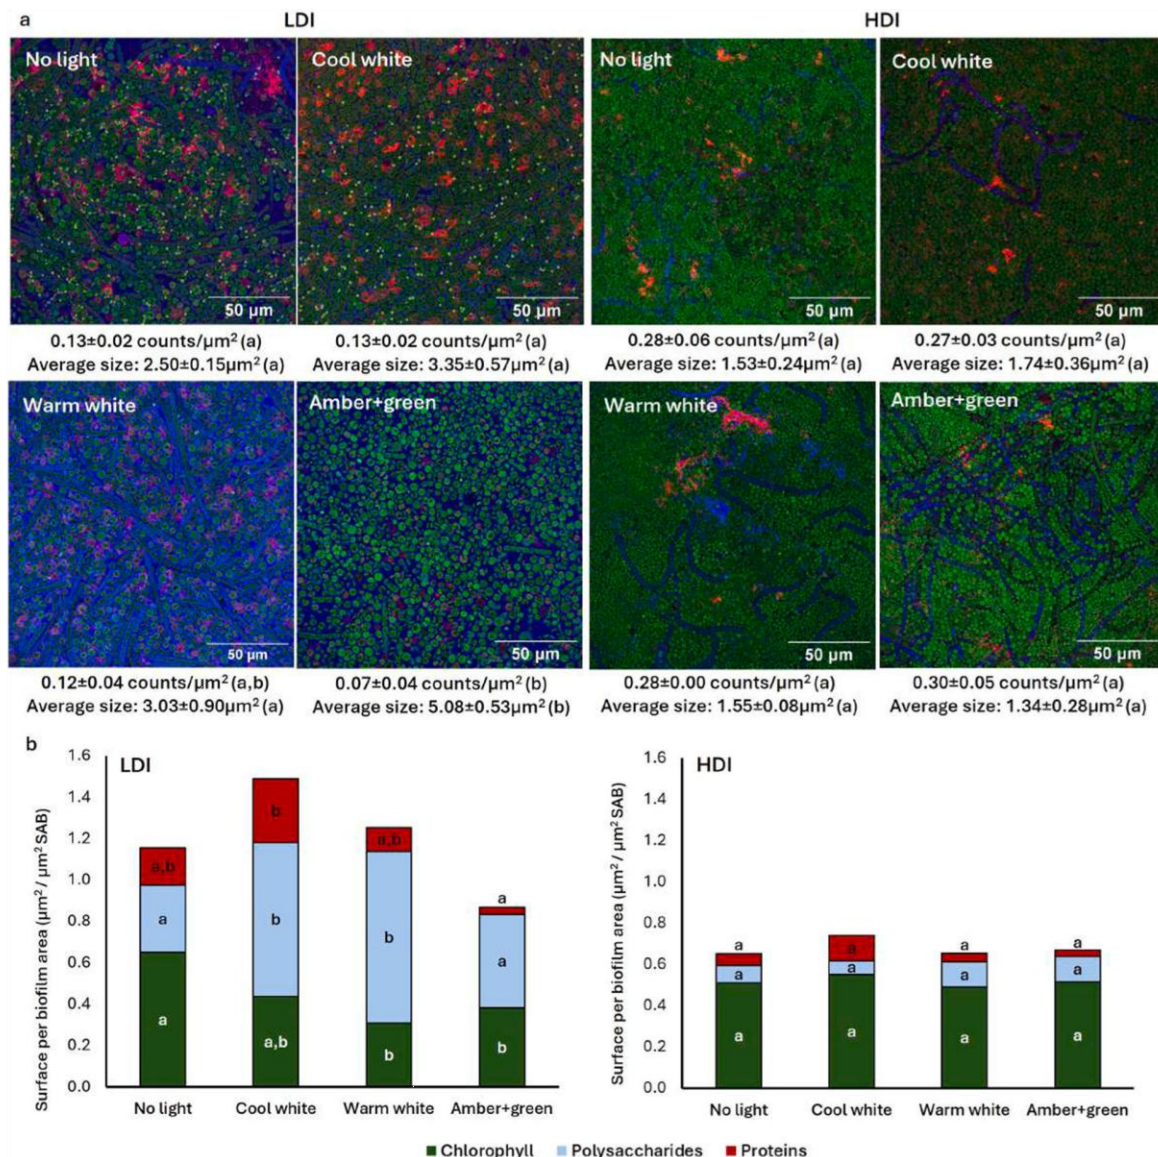 a
LDI
HDI
No light
Cool white
No light
Cool white
50 µm
50 µm
50 µm
50 µm
0.13±0.02 counts/µm² (a)
Average size: 2.50±0.15µm² (a)
0.13±0.02 counts/µm² (a)
Average size: 3.35±0.57µm² (a)
0.28±0.06 counts/µm² (a)
Average size: 1.53±0.24µm² (a)
0.27±0.03 counts/µm² (a)
Average size: 1.74±0.36µm² (a)
Warm white
Amber+green
Warm white
Amber+green
50 µm
50 µm
50 µm
50 µm
0.12±0.04 counts/µm² (a,b)
Average size: 3.03±0.90µm² (a)
0.07±0.04 counts/µm² (b)
Average size: 5.08±0.53µm² (b)
0.28±0.00 counts/µm² (a)
Average size: 1.55±0.08µm² (a)
0.30±0.05 counts/µm² (a)
Average size: 1.34±0.28µm² (a)
b
LDI
Surface per biofilm area (µm² / µm² SAB)
1.6
1.4
1.2
1.0
0.8
0.6
0.4
0.2
0.0
a,b
a
a
b
b
a,b
a,b
b
b
a
a
b
No light
Cool white
Warm white
Amber+green
HDI
Surface per biofilm area (µm² / µm² SAB)
1.6
1.4
1.2
1.0
0.8
0.6
0.4
0.2
0.0
a
a
a
a
a
a
a
a
a
a
a
a
No light
Cool white
Warm white
Amber+green
Chlorophyll
Polysaccharides
Proteins